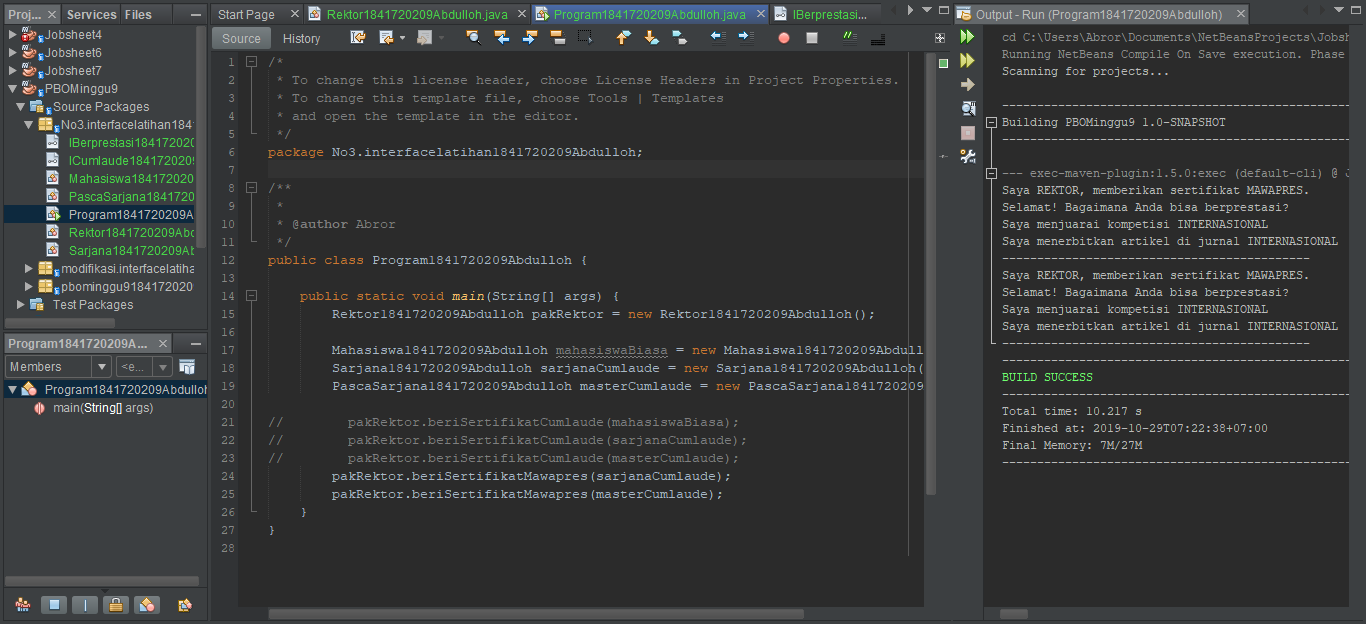 Proj...
Services
Files
Jobsheet4
Jobsheet6
Jobsheet7
PBOMinggu9
Source Packages
No3.interfacelatihan184
IBerprestasi184172020
ICumlaude1841720209
Mahasiswa1841720209
PascaSarjana1841720
Program1841720209A
Rektor1841720209Abd
Sarjana1841720209Ab
modifikasi.interfacelatiha
pbominggu9184172020
Test Packages
Program1841720209A...
Members
<e...
Program1841720209Abdulloh
main(String[] args)
Start Page
Rektor1841720209Abdulloh.java
Program1841720209Abdulloh.java
IBerprestasi...
Source
History
1 /*
2 * To change this license header, choose License Headers in Project Properties.
3 * To change this template file, choose Tools | Templates
4 * and open the template in the editor.
5 */
6 package No3.interfacelatihan1841720209Abdulloh;
7
8 /**
9 *
10 * @author Abror
11 */
12 public class Program1841720209Abdulloh {
13
14 public static void main(String[] args) {
15 Rektor1841720209Abdulloh pakRektor = new Rektor1841720209Abdulloh();
16
17 Mahasiswa1841720209Abdulloh mahasiswaBiasa = new Mahasiswa1841720209Abdull
18 Sarjana1841720209Abdulloh sarjanaCumlaude = new Sarjana1841720209Abdulloh(
19 PascaSarjana1841720209Abdulloh masterCumlaude = new PascaSarjana1841720209
20
21 // pakRektor.beriSertifikatCumlaude(mahasiswaBiasa);
22 // pakRektor.beriSertifikatCumlaude(sarjanaCumlaude);
23 // pakRektor.beriSertifikatCumlaude(masterCumlaude);
24 pakRektor.beriSertifikatMawapres(sarjanaCumlaude);
25 pakRektor.beriSertifikatMawapres(masterCumlaude);
26 }
27 }
28
Output - Run (Program1841720209Abdulloh)
cd C:\Users\Abror\Documents\NetBeansProjects\Jobsh
Running NetBeans Compile On Save execution. Phase
Scanning for projects...
------------------------------------------------
Building PBOMinggu9 1.0-SNAPSHOT
------------------------------------------------
--- exec-maven-plugin:1.5.0:exec (default-cli) @ J
Saya REKTOR, memberikan sertifikat MAWAPRES.
Selamat! Bagaimana Anda bisa berprestasi?
Saya menjuarai kompetisi INTERNASIONAL
Saya menerbitkan artikel di jurnal INTERNASIONAL
--------------------------------------------
Saya REKTOR, memberikan sertifikat MAWAPRES.
Selamat! Bagaimana Anda bisa berprestasi?
Saya menjuarai kompetisi INTERNASIONAL
Saya menerbitkan artikel di jurnal INTERNASIONAL
--------------------------------------------
------------------------------------------------
BUILD SUCCESS
------------------------------------------------
Total time: 10.217 s
Finished at: 2019-10-29T07:22:38+07:00
Final Memory: 7M/27M
------------------------------------------------